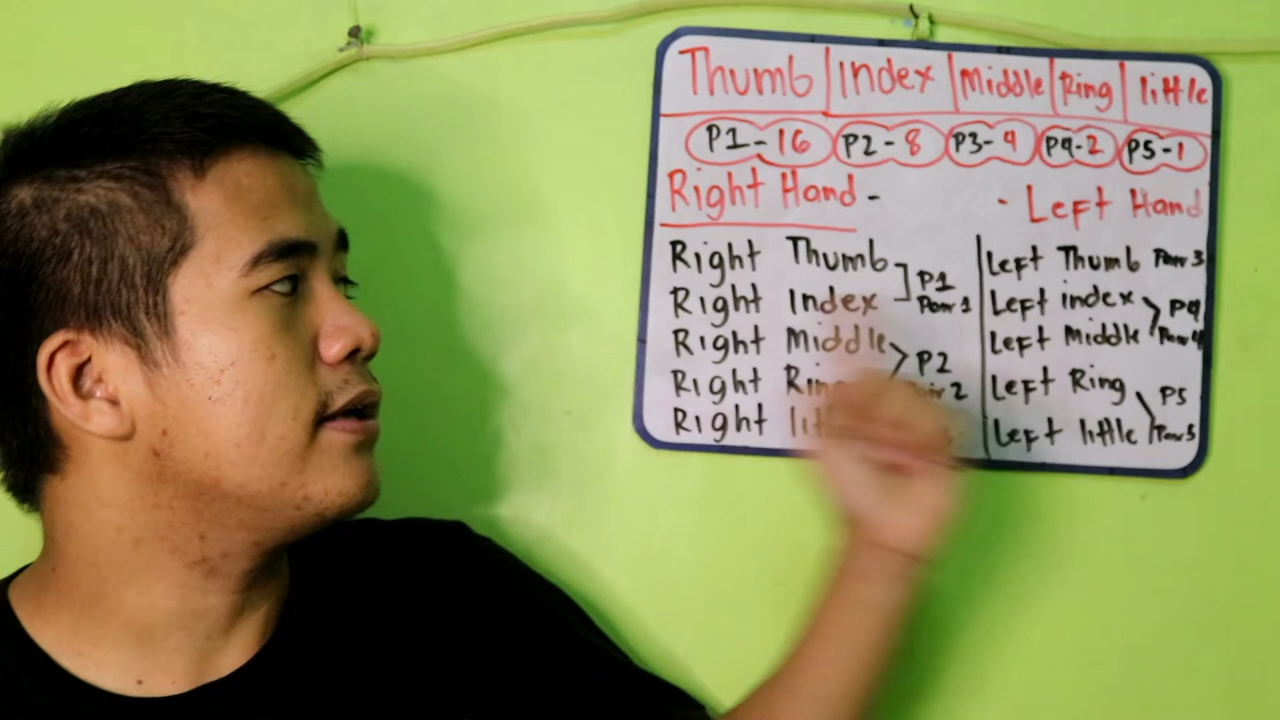 Thumb Index Middle Ring little
P1-16 P2-8 P3-4 P4-2 P5-1
Right Hand - - Left Hand
Right Thumb
Right Index
P1
Pair 1
Right Middle
Right
P2
2
Right
Left Thumb Pair 3
Left index
Left Middle
P4
Pair 4
Left Ring
Left little
P5
Pair 5